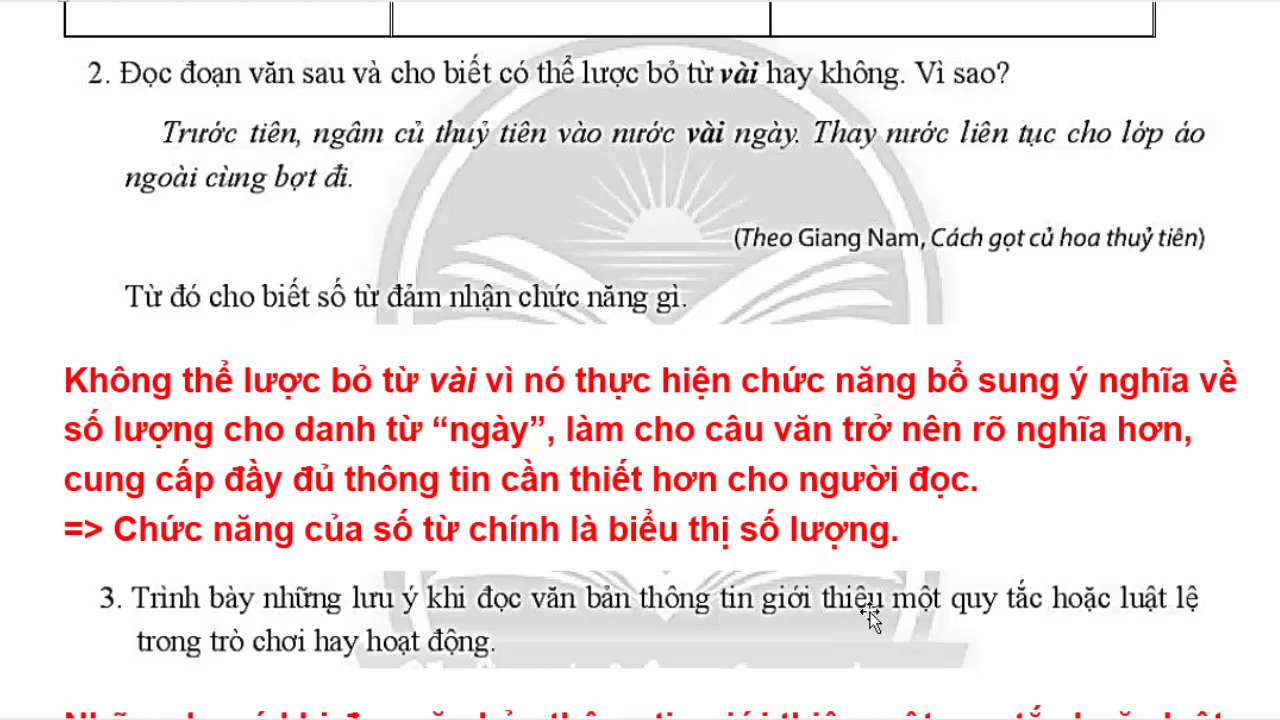 2. Đọc đoạn văn sau và cho biết có thể lược bỏ từ vài hay không. Vì sao?
Trước tiên, ngâm củ thuỷ tiên vào nước vài ngày. Thay nước liên tục cho lớp áo
ngoài cùng bợt đi.
(Theo Giang Nam, Cách gọt củ hoa thuỷ tiên)
Từ đó cho biết số từ đảm nhận chức năng gì.
Không thể lược bỏ từ vài vì nó thực hiện chức năng bổ sung ý nghĩa về
số lượng cho danh từ “ngày”, làm cho câu văn trở nên rõ nghĩa hơn,
cung cấp đầy đủ thông tin cần thiết hơn cho người đọc.
=> Chức năng của số từ chính là biểu thị số lượng.
3. Trình bày những lưu ý khi đọc văn bản thông tin giới thiệu một quy tắc hoặc luật lệ
trong trò chơi hay hoạt động.